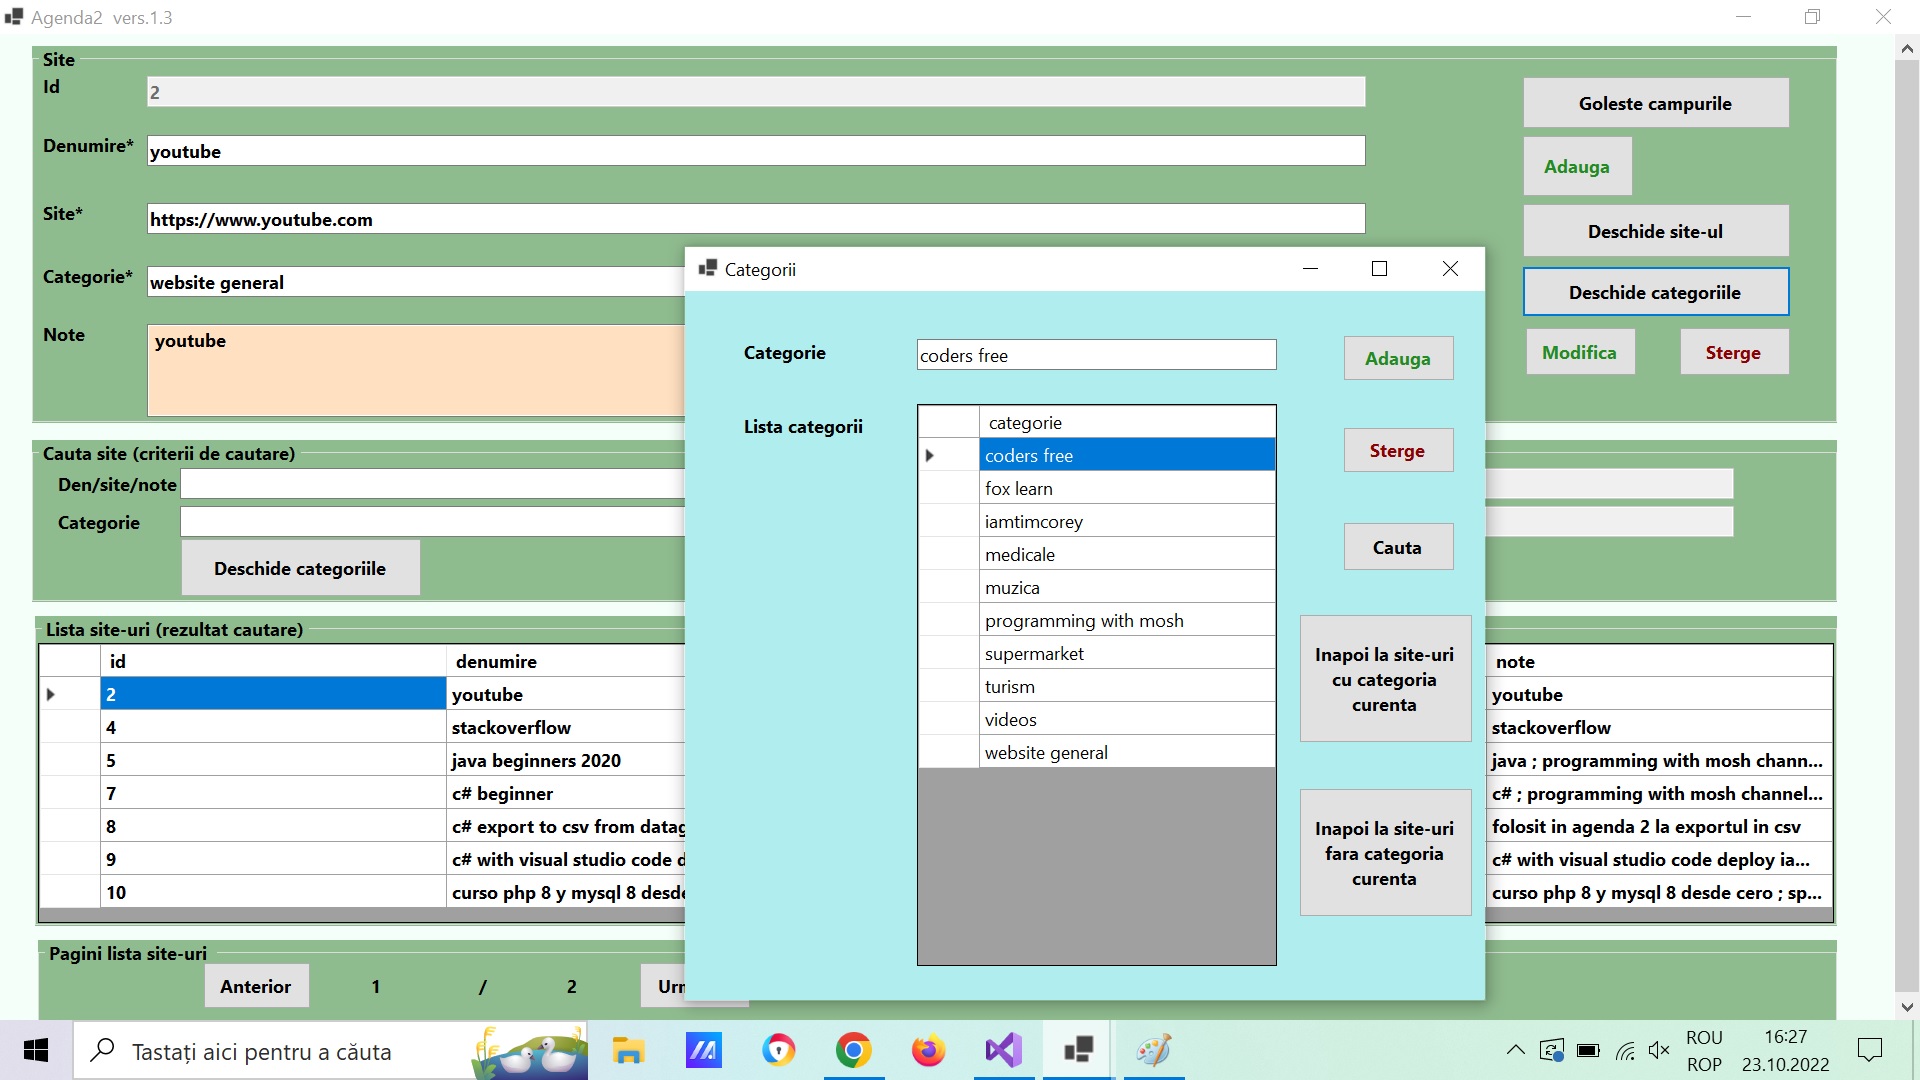 Agenda2 vers.1.3
Site
Id
2
Goleste campurile
Denumire*
youtube
Adauga
Site*
https://www.youtube.com
Deschide site-ul
Categorie*
website general
Deschide categoriile
Note
youtube
Modifica
Sterge
Cauta site (criterii de cautare)
Den/site/note
Categorie
Deschide categoriile
Lista site-uri (rezultat cautare)
id denumire note
2 youtube youtube
4 stackoverflow stackoverflow
5 java beginners 2020 java ; programming with mosh chann...
7 c# beginner c# ; programming with mosh channel...
8 c# export to csv from folosit in agenda 2 la exportul in csv
9 c# with visual studio code c# with visual studio code deploy ia...
10 curso php 8 y mysql 8 curso php 8 y mysql 8 desde cero ; sp...
Pagini lista site-uri
Anterior 1 / 2
Categorii
Categorie
coders free
Adauga
Lista categorii
categorie
coders free
fox learn
iamtimcorey
medicale
muzica
programming with mosh
supermarket
turism
videos
website general
Sterge
Cauta
Inapoi la site-uri
cu categoria
curenta
Inapoi la site-uri
fara categoria
curenta
Tastați aici pentru a căuta
ROU
ROP
16:27
23.10.2022